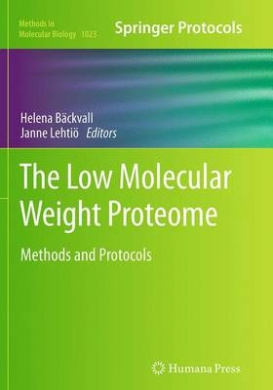 Methods in
Molecular Biology 1023
Springer Protocols
Helena Bäckvall
Janne Lehtiö Editors
The Low Molecular
Weight Proteome
Methods and Protocols
Humana Press